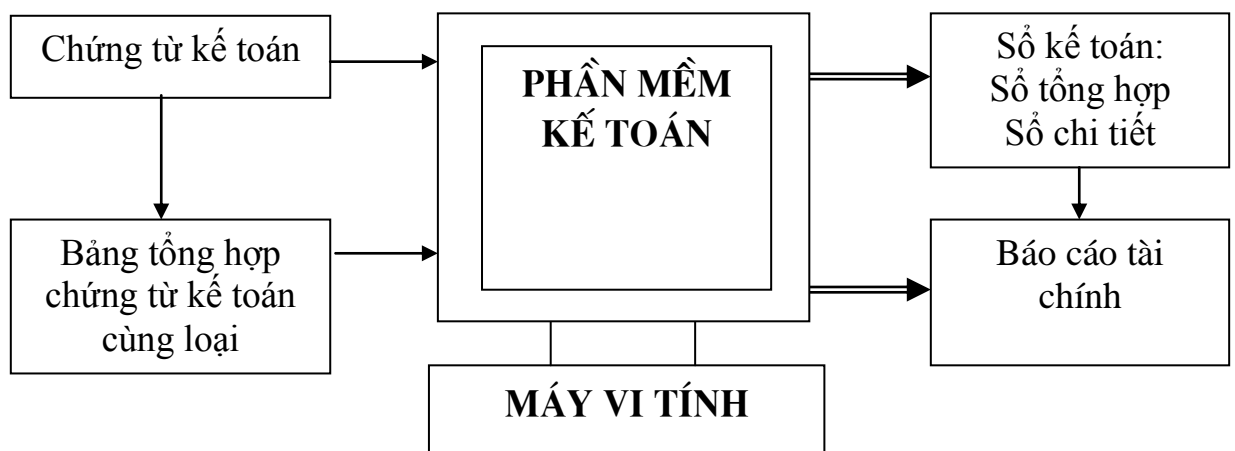 Chứng từ kế toán
Bảng tổng hợp
chứng từ kế toán
cùng loại
PHẦN MỀM
KẾ TOÁN
MÁY VI TÍNH
Sổ kế toán:
Sổ tổng hợp
Sổ chi tiết
Báo cáo tài
chính